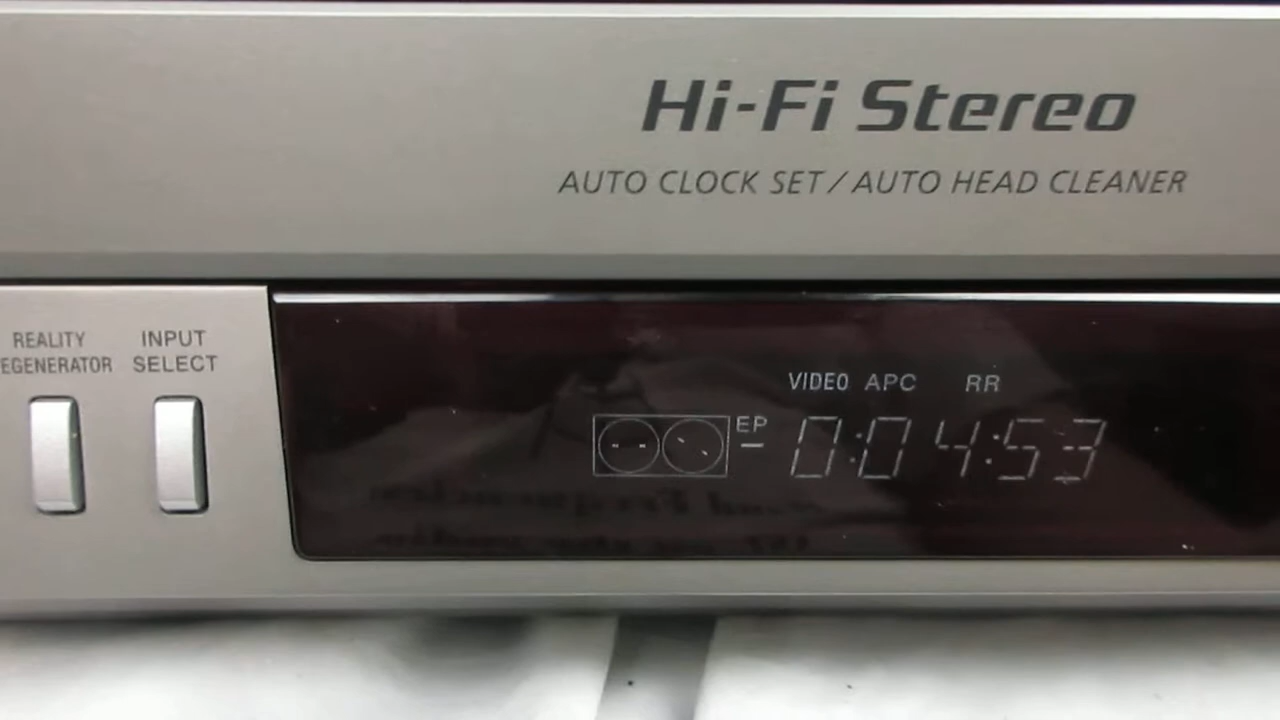 Hi-Fi Stereo
AUTO CLOCK SET/AUTO HEAD CLEANER
REALITY
EGENERATOR
INPUT
SELECT
VIDEO APC RR
EP
0:04:53